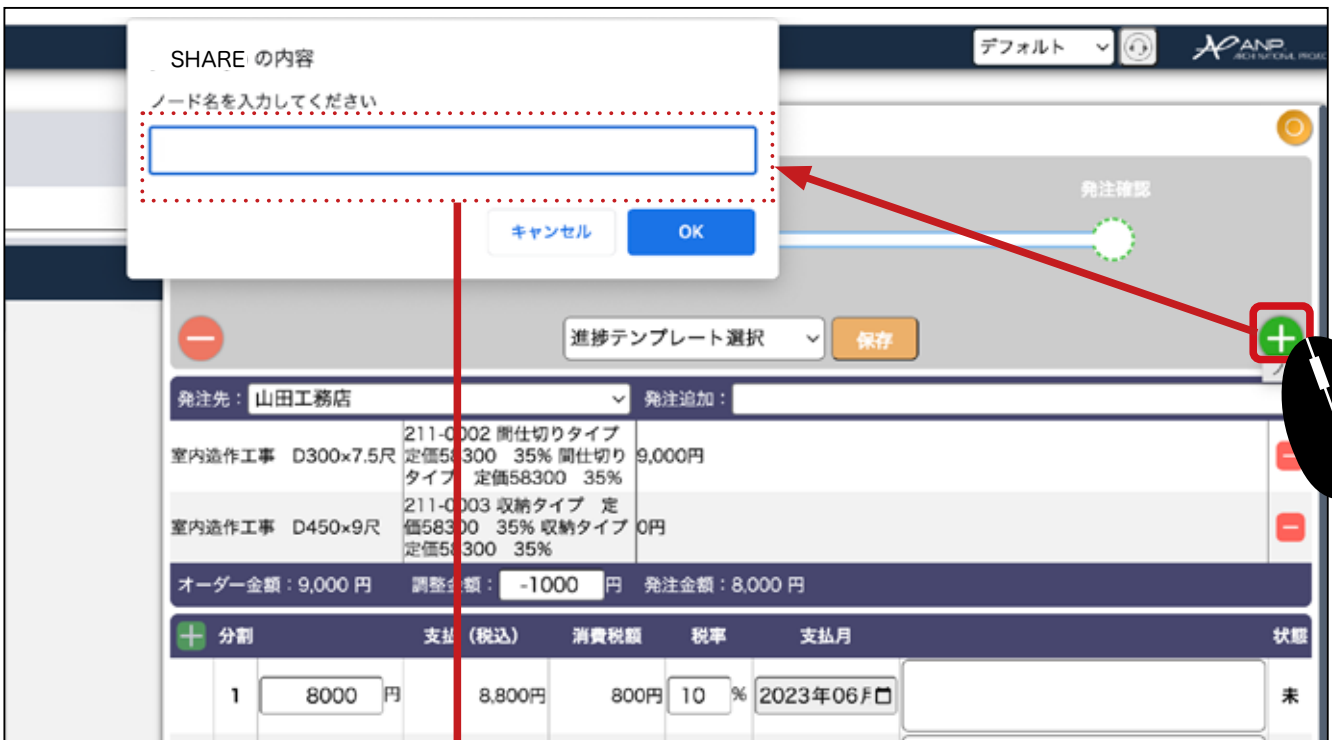 デフォルト
ANP
SHARE の内容
ノード名を入力してください
キャンセル
OK
発注確認
進捗テンプレート選択
保存
発注先： 山田工務店 発注追加：
室内造作工事 D300×7.5尺
211-0002 間仕切りタイプ
定価58300 35% 間仕切り
タイプ 定価58300 35%
9,000円
室内造作工事 D450×9尺
211-0003 収納タイプ 定
価58300 35% 収納タイプ
定価58300 35%
0円
オーダー金額：9,000 円 調整金額： -1000 円 発注金額：8,000 円
分割 支払（税込） 消費税額 税率 支払月 状態
1 8000 円 8,800円 800円 10 % 2023年06月 未